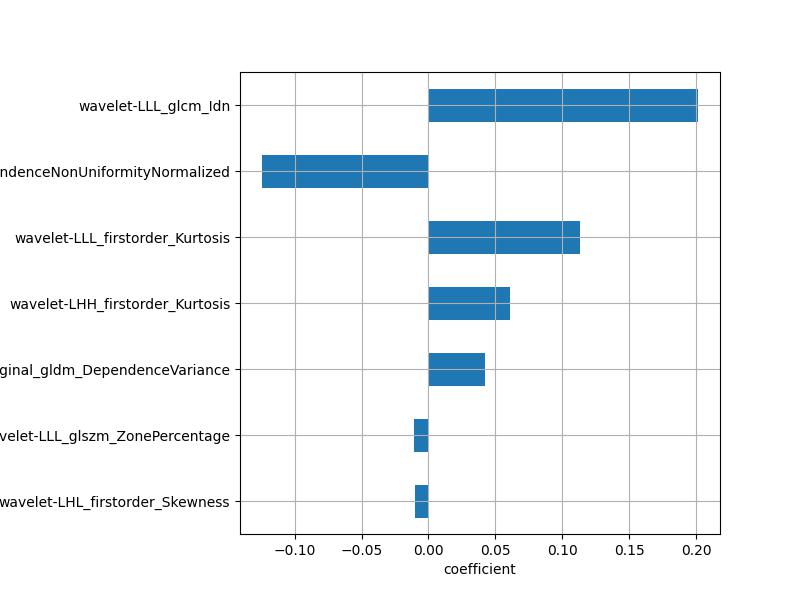 wavelet-LLL_glcm_Idn
ndenceNonUniformityNormalized
wavelet-LLL_firstorder_Kurtosis
wavelet-LHH_firstorder_Kurtosis
ginal_gldm_DependenceVariance
velet-LLL_glszm_ZonePercentage
wavelet-LHL_firstorder_Skewness
−0.10 −0.05 0.00 0.05 0.10 0.15 0.20
coefficient